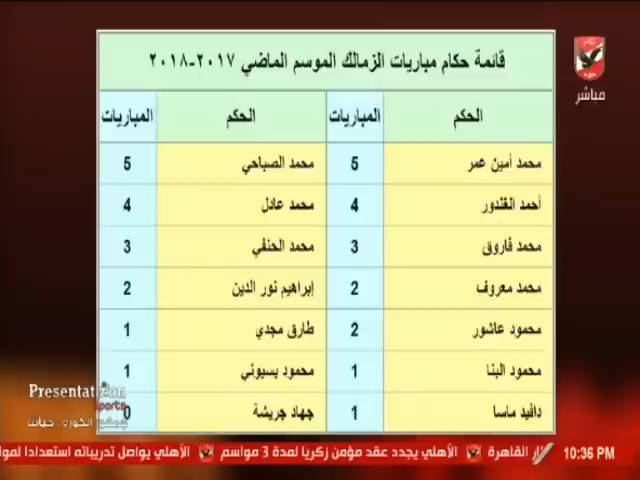 قائمة حكام مباريات الزمالك الموسم الماضي ٢٠١٧-٢٠١٨
مباشر
الحكم المباريات الحكم المباريات
محمد أمين عمر 5 محمد الصباحي 5
أحمد الغندور 4 محمد عادل 4
محمد فاروق 3 محمد الحنفي 3
محمد معروف 2 إبراهيم نور الدين 2
محمود عاشور 2 طارق مجدي 1
محمود البنا 1 محمود بسيوني 1
دافيد ماسا 1 جهاد جريشة 0
Presentation
sports
الكورة . حياتنا
القاهرة الأهلي يجدد عقد مؤمن زكريا لمدة 3 مواسم الأهلي يواصل تدريباته استعدادا
10:36 PM